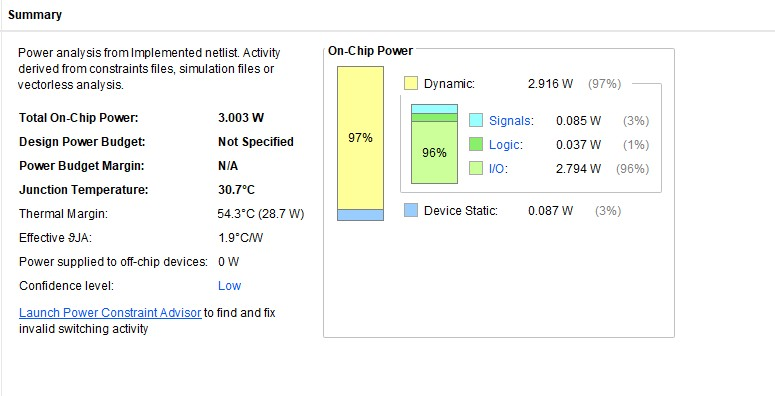 Summary
Power analysis from Implemented netlist. Activity
derived from constraints files, simulation files or
vectorless analysis.
Total On-Chip Power: 3.003 W
Design Power Budget: Not Specified
Power Budget Margin: N/A
Junction Temperature: 30.7°C
Thermal Margin: 54.3°C (28.7 W)
Effective ϑJA: 1.9°C/W
Power supplied to off-chip devices: 0 W
Confidence level: Low
Launch Power Constraint Advisor to find and fix
invalid switching activity
On-Chip Power
97%
Dynamic: 2.916 W (97%)
96%
Signals: 0.085 W (3%)
Logic: 0.037 W (1%)
I/O: 2.794 W (96%)
Device Static: 0.087 W (3%)